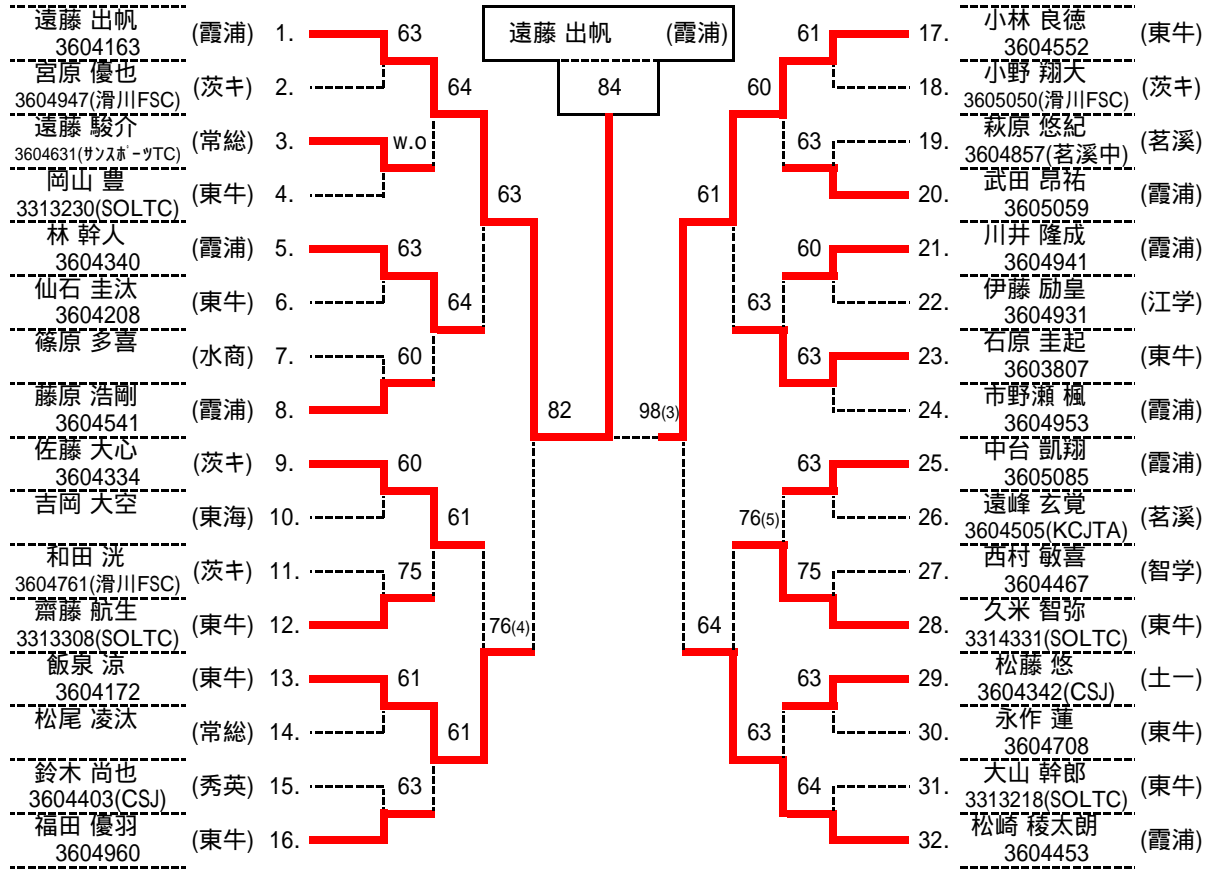 遠藤 出帆 (霞浦)
84
遠藤 出帆
3604163
(霞浦) 1.
宮原 優也
3604947(滑川FSC)
(茨キ) 2.
遠藤 駿介
3604631(サンスポーツTC)
(常総) 3.
岡山 豊
3313230(SOLTC)
(東牛) 4.
林 幹人
3604340
(霞浦) 5.
仙石 圭汰
3604208
(東牛) 6.
篠原 多喜
(水商) 7.
藤原 浩剛
3604541
(霞浦) 8.
佐藤 大心
3604334
(茨キ) 9.
吉岡 大空
(東海) 10.
和田 洸
3604761(滑川FSC)
(茨キ) 11.
齋藤 航生
3313308(SOLTC)
(東牛) 12.
飯泉 涼
3604172
(東牛) 13.
松尾 凌汰
(常総) 14.
鈴木 尚也
3604403(CSJ)
(秀英) 15.
福田 優羽
3604960
(東牛) 16.
63
w.o
63
60
60
75
61
63
64
64
61
61
63
76(4)
82
98(3)
61
64
60
63
76(5)
63
61
63
60
63
63
75
63
64
17.
小林 良徳
3604552
(東牛)
18.
小野 翔大
3605050(滑川FSC)
(茨キ)
19.
萩原 悠紀
3604857(茗溪中)
(茗溪)
20.
武田 昂祐
3605059
(霞浦)
21.
川井 隆成
3604941
(霞浦)
22.
伊藤 励皇
3604931
(江学)
23.
石原 圭起
3603807
(東牛)
24.
市野瀬 楓
3604953
(霞浦)
25.
中台 凱翔
3605085
(霞浦)
26.
遠峰 玄覚
3604505(KCJTA)
(茗溪)
27.
西村 敏喜
3604467
(智学)
28.
久米 智弥
3314331(SOLTC)
(東牛)
29.
松藤 悠
3604342(CSJ)
(土一)
30.
永作 蓮
3604708
(東牛)
31.
大山 幹郎
3313218(SOLTC)
(東牛)
32.
松崎 稜太朗
3604453
(霞浦)